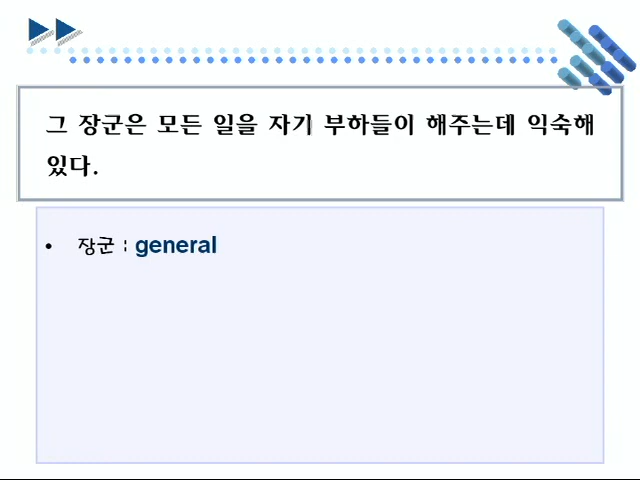 그 장군은 모든 일을 자기 부하들이 해주는데 익숙해
있다.
• 장군 : general